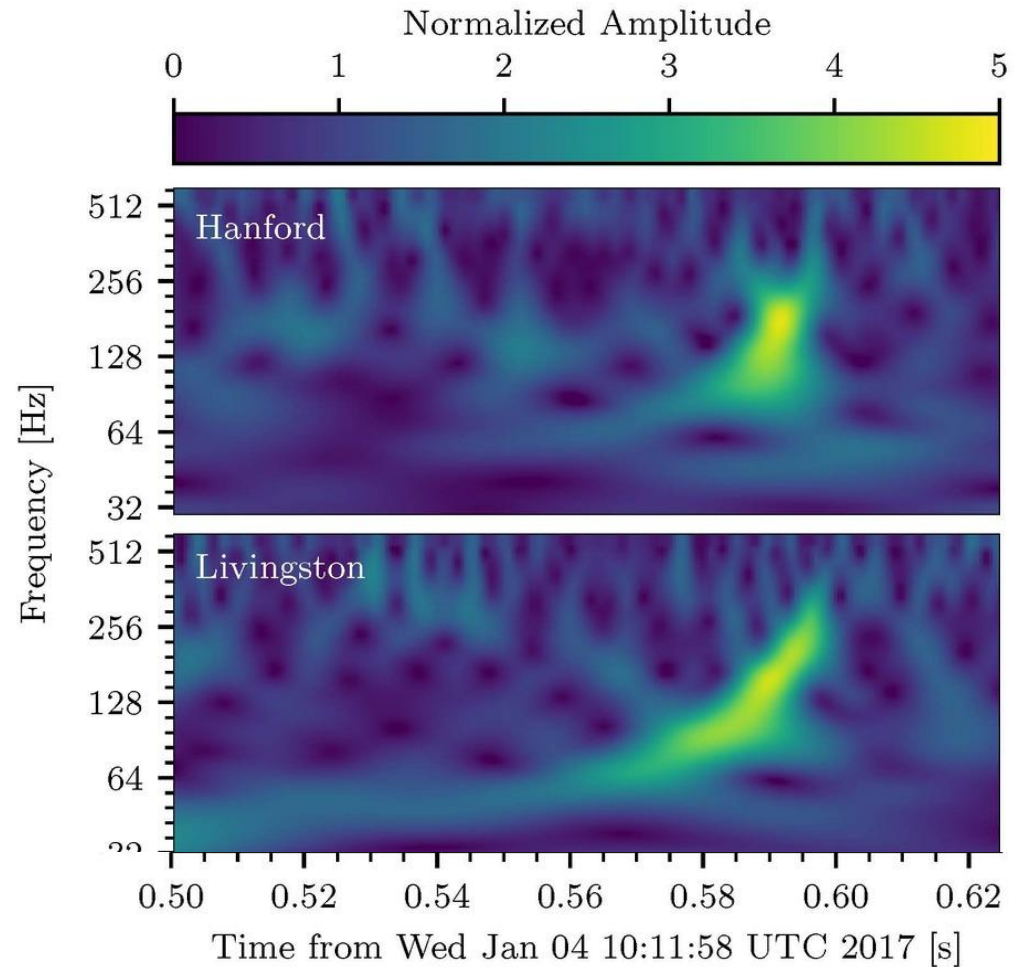 Normalized Amplitude
0 1 2 3 4 5
512
Hanford
256
128
64
32
Frequency [Hz]
512
Livingston
256
128
64
0.50 0.52 0.54 0.56 0.58 0.60 0.62
Time from Wed Jan 04 10:11:58 UTC 2017 [s]